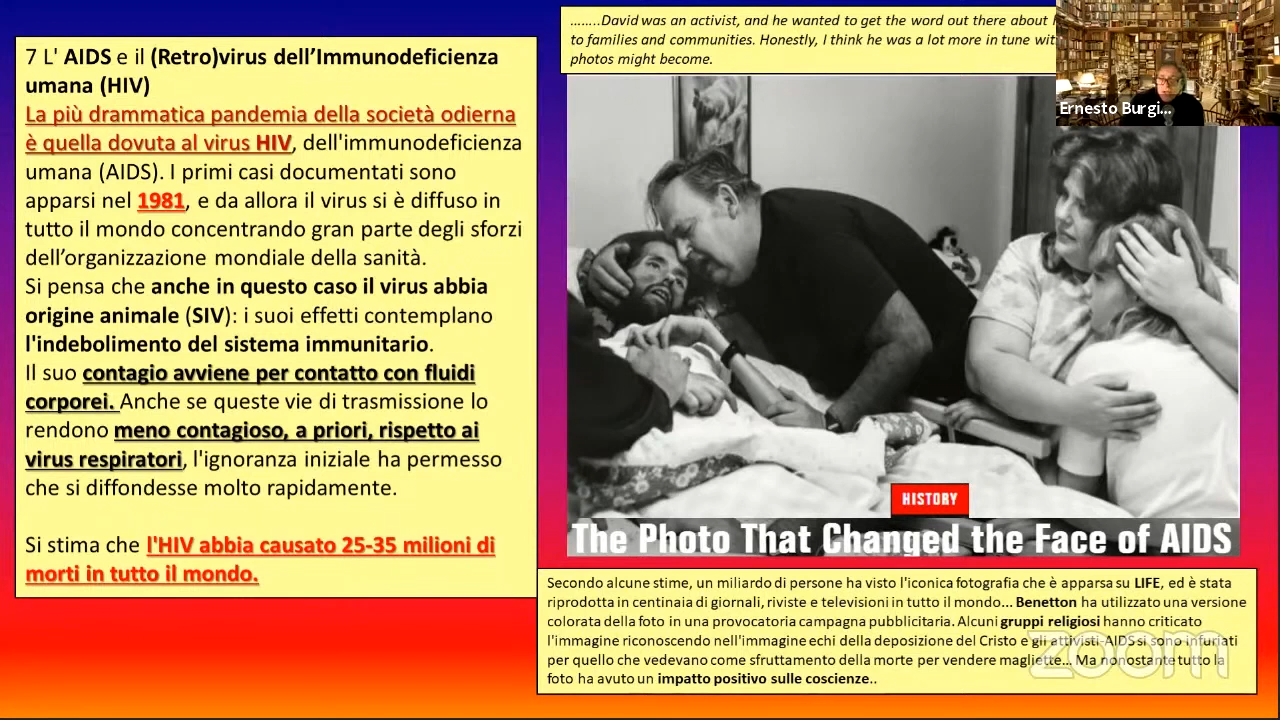 7 L' AIDS e il (Retro)virus dell’Immunodeficienza
umana (HIV)
La più drammatica pandemia della società odierna
è quella dovuta al virus HIV, dell'immunodeficienza
umana (AIDS). I primi casi documentati sono
apparsi nel 1981, e da allora il virus si è diffuso in
tutto il mondo concentrando gran parte degli sforzi
dell’organizzazione mondiale della sanità.
Si pensa che anche in questo caso il virus abbia
origine animale (SIV): i suoi effetti contemplano
l'indebolimento del sistema immunitario.
Il suo contagio avviene per contatto con fluidi
corporei. Anche se queste vie di trasmissione lo
rendono meno contagioso, a priori, rispetto ai
virus respiratori, l'ignoranza iniziale ha permesso
che si diffondesse molto rapidamente.
Si stima che l'HIV abbia causato 25-35 milioni di
morti in tutto il mondo.
........David was an activist, and he wanted to get the word out there about
to families and communities. Honestly, I think he was a lot more in tune
photos might become.
Ernesto Burgi...
HISTORY
The Photo That Changed the Face of AIDS
Secondo alcune stime, un miliardo di persone ha visto l'iconica fotografia che è apparsa su LIFE, ed è stata
riprodotta in centinaia di giornali, riviste e televisioni in tutto il mondo... Benetton ha utilizzato una versione
colorata della foto in una provocatoria campagna pubblicitaria. Alcuni gruppi religiosi hanno criticato
l'immagine riconoscendo nell'immagine echi della deposizione del Cristo e gli attivisti-AIDS si sono infuriati
per quello che vedevano come sfruttamento della morte per vendere magliette... Ma nonostante tutto la
foto ha avuto un impatto positivo sulle coscienze..
zoom